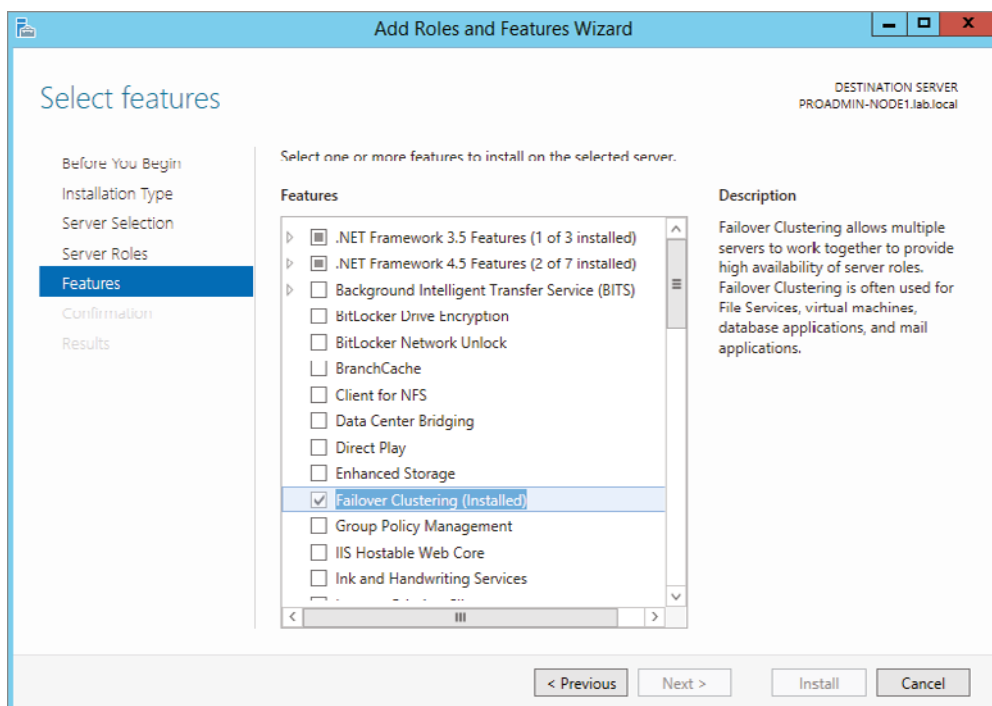 Add Roles and Features Wizard
Select features
DESTINATION SERVER
PROADMIN-NODE1.lab.local
Before You Begin
Installation Type
Server Selection
Server Roles
Features
Confirmation
Results
Select one or more features to install on the selected server.
Features
.NET Framework 3.5 Features (1 of 3 installed)
.NET Framework 4.5 Features (2 of 7 installed)
Background Intelligent Transfer Service (BITS)
BitLocker Drive Encryption
BitLocker Network Unlock
BranchCache
Client for NFS
Data Center Bridging
Direct Play
Enhanced Storage
Failover Clustering (Installed)
Group Policy Management
IIS Hostable Web Core
Ink and Handwriting Services
Description
Failover Clustering allows multiple
servers to work together to provide
high availability of server roles.
Failover Clustering is often used for
File Services, virtual machines,
database applications, and mail
applications.
< Previous
Next >
Install
Cancel